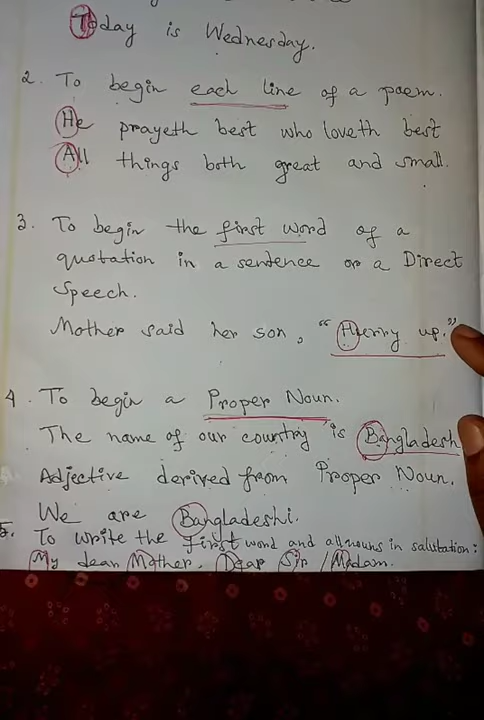 Today is Wednesday.
2. To begin each line of a poem.
He prayeth best who loveth best
All things both great and small.
3. To begin the first word of a
quotation in a sentence or a Direct
Speech.
Mother said her son, "Hurry up."
4. To begin a Proper Noun.
The name of our country is Bangladesh
Adjective derived from Proper Noun.
We are Bangladeshi.
5. To write the first word and all nouns in salutation:
My dear Mother, Dear Sir / Madam.